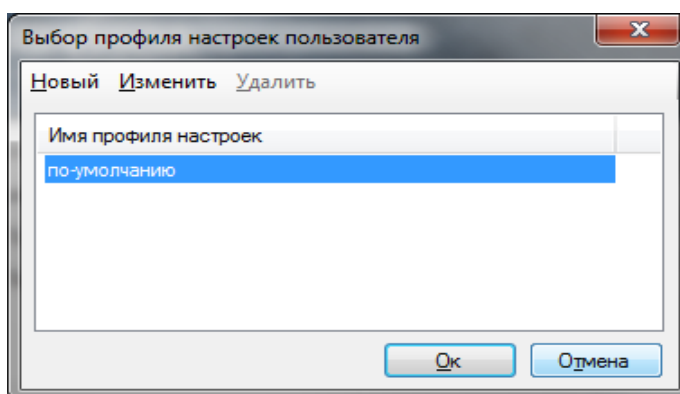 Выбор профиля настроек пользователя
Новый Изменить Удалить
Имя профиля настроек
по-умолчанию
Ок Отмена